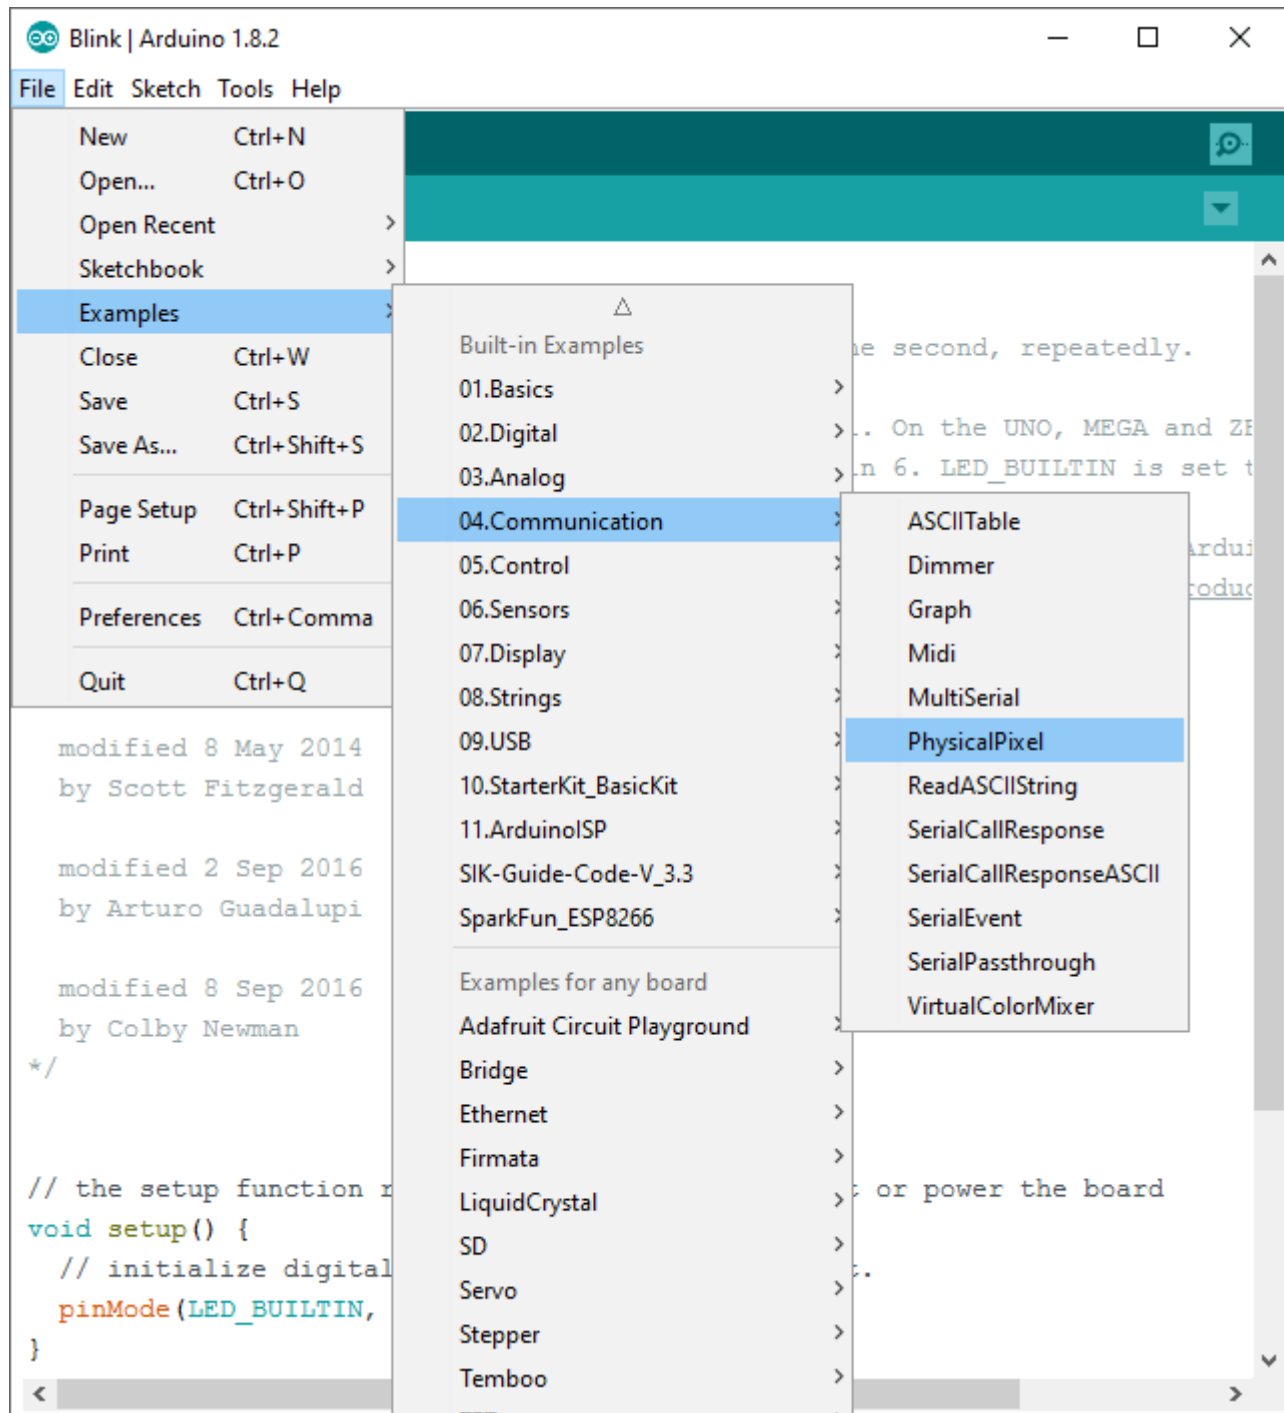 Blink | Arduino 1.8.2
File Edit Sketch Tools Help
New Ctrl+N
Open... Ctrl+O
Open Recent
Sketchbook
Examples
Close Ctrl+W
Save Ctrl+S
Save As... Ctrl+Shift+S
Page Setup Ctrl+Shift+P
Print Ctrl+P
Preferences Ctrl+Comma
Quit Ctrl+Q
Built-in Examples
01.Basics
02.Digital
03.Analog
04.Communication
05.Control
06.Sensors
07.Display
08.Strings
09.USB
10.StarterKit_BasicKit
11.ArduinoISP
SIK-Guide-Code-V_3.3
SparkFun_ESP8266
Examples for any board
Adafruit Circuit Playground
Bridge
Ethernet
Firmata
LiquidCrystal
SD
Servo
Stepper
Temboo
ASCIITable
Dimmer
Graph
Midi
MultiSerial
PhysicalPixel
ReadASCIIString
SerialCallResponse
SerialCallResponseASCII
SerialEvent
SerialPassthrough
VirtualColorMixer
second, repeatedly.
. On the UNO, MEGA and
6. LED_BUILTIN is set
modified 8 May 2014
by Scott Fitzgerald
modified 2 Sep 2016
by Arturo Guadalupi
modified 8 Sep 2016
by Colby Newman
*/
// the setup function or power the board
void setup() {
// initialize digital .
pinMode(LED_BUILTIN,
}